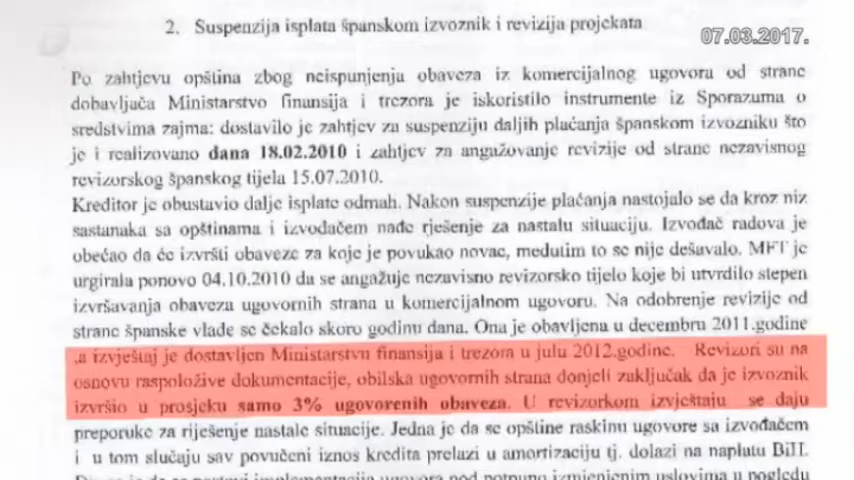 2. Suspenzija isplata španskom izvoznik i revizija projekata
07.03.2017.
Po zahtjevu opština zbog neispunjenja obaveza iz komercijalnog ugovora od strane
dobavljača Ministarstvo finansija i trezora je iskoristilo instrumente iz Sporazuma o
sredstvima zajma: dostavilo je zahtjev za suspenziju daljih plaćanja španskom izvozniku što
je i realizovano dana 18.02.2010 i zahtjev za angažovanje revizije od strane nezavisnog
revizorskog španskog tijela 15.07.2010.
Kreditor je obustavio dalje isplate odmah. Nakon suspenzije plaćanja nastojalo se da kroz niz
sastanaka sa opštinama i izvođačem nađe rješenje za nastalu situaciju. Izvođač radova je
obećao da će izvršti obaveze za koje je povukao novac, međutim to se nije dešavalo. MFT je
urgirala ponovo 04.10.2010 da se angažuje nezavisno revizorsko tijelo koje bi utvrdilo stepen
izvršavanja obaveza ugovornih strana u komercijalnom ugovoru. Na odobrenje revizije od
strane španske vlade se čekalo skoro godinu dana. Ona je obavljena u decembru 2011.godine
,a izvještaj je dostavljen Ministarstvu finansija i trezora u julu 2012.godine. Revizori su na
osnovu raspoložive dokumentacije, obilska ugovornih strana donjeli zaključak da je izvoznik
izvršio u prosjeku samo 3% ugovorenih obaveza. U revizorkom izvještaju se daju
preporuke za riješenje nastale situacije. Jedna je da se opštine raskinu ugovore sa izvođačem
i u tom slučaju sav povučeni iznos kredita prelazi u amortizaciju tj. dolazi na naplatu BiH.